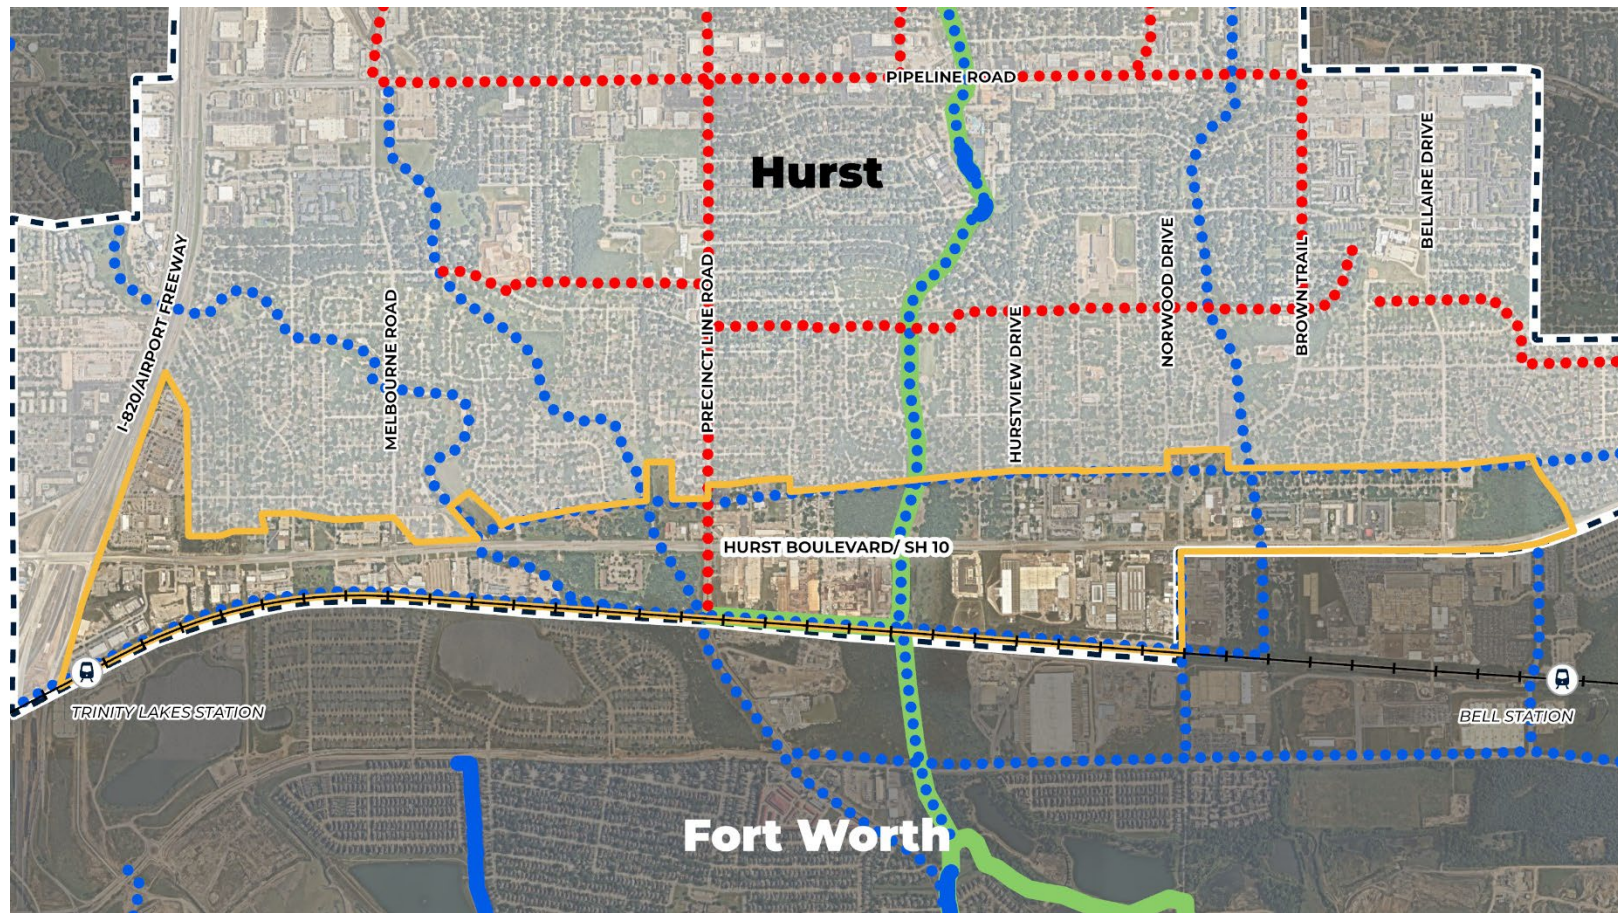 PIPELINE ROAD
Hurst
BELLAIRE DRIVE
I-820/AIRPORT FREEWAY
MELBOURNE ROAD
PRECINCT LINE ROAD
HURSTVIEW DRIVE
NORWOOD DRIVE
BROWN TRAIL
HURST BOULEVARD/ SH 10
TRINITY LAKES STATION
BELL STATION
Fort Worth